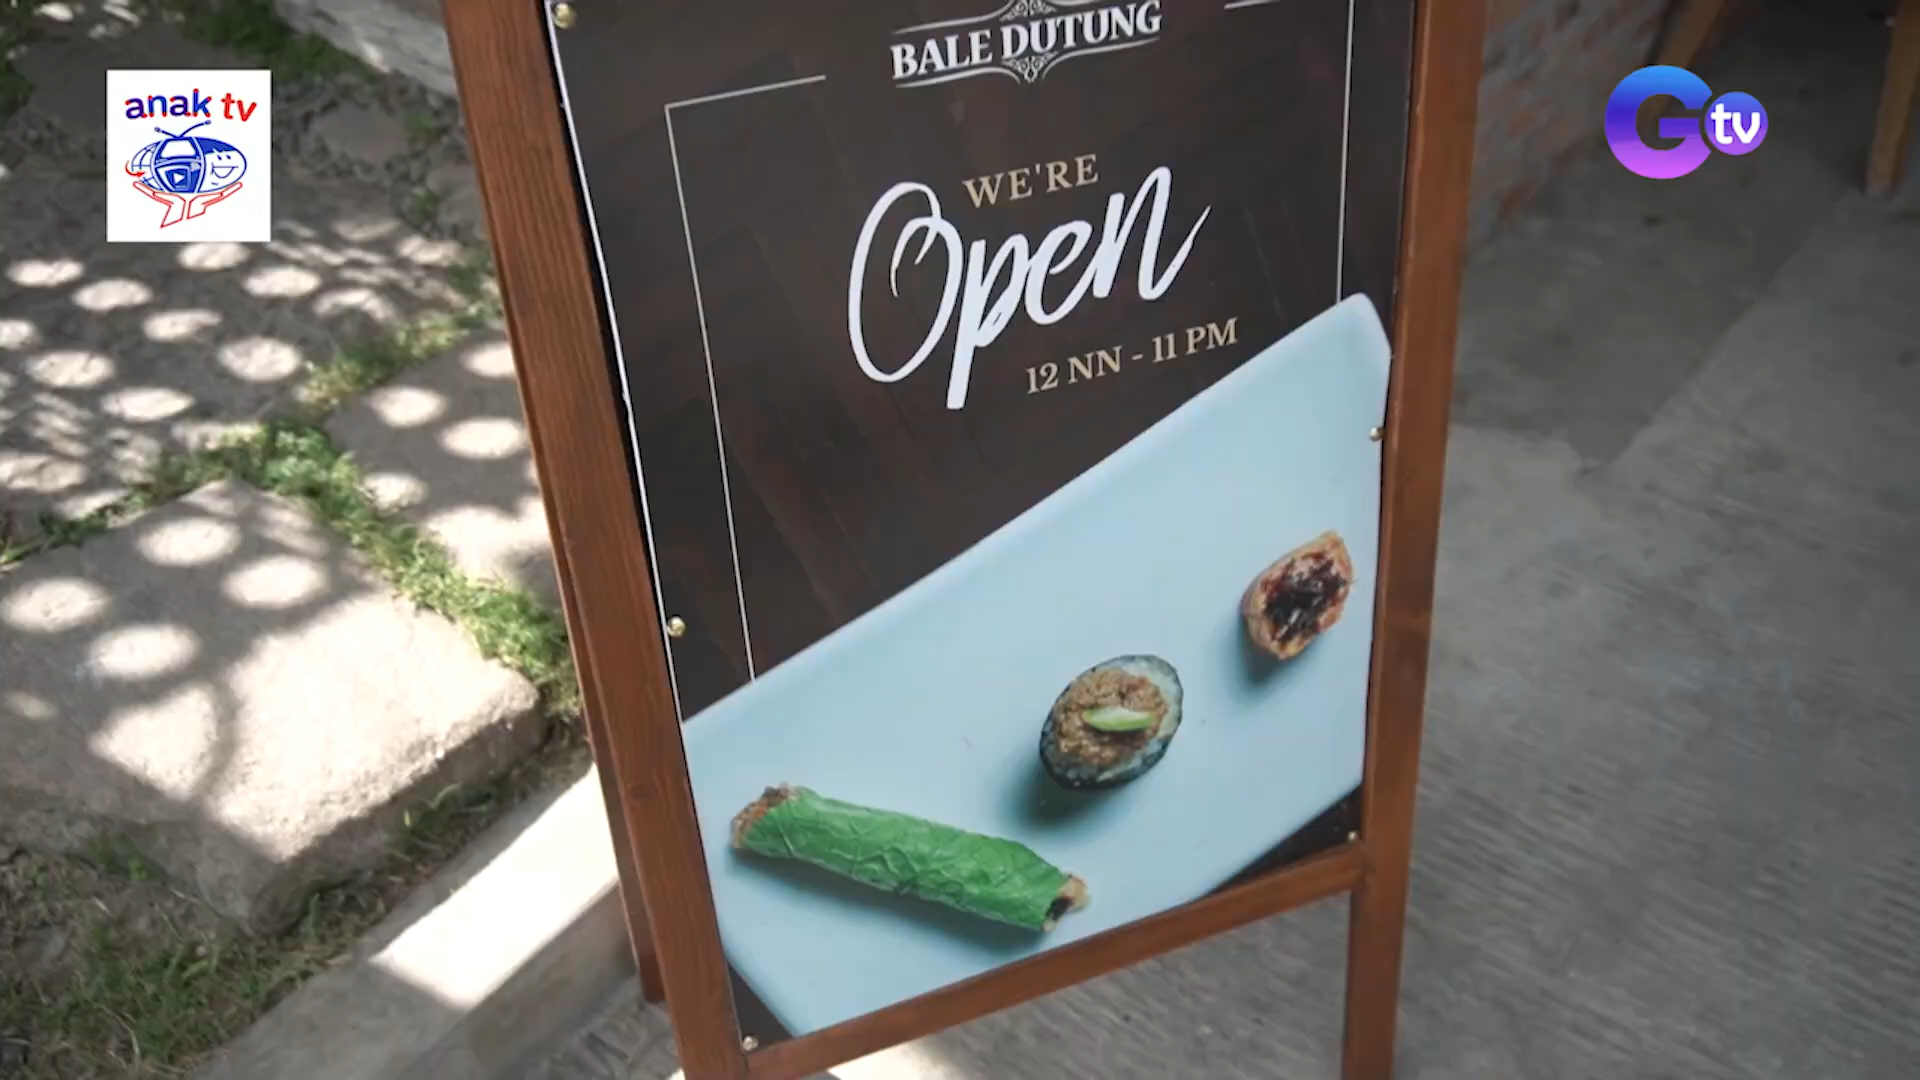 BALE DUTUNG
anak tv
G tv
WE'RE
Open
12 NN - 11 PM